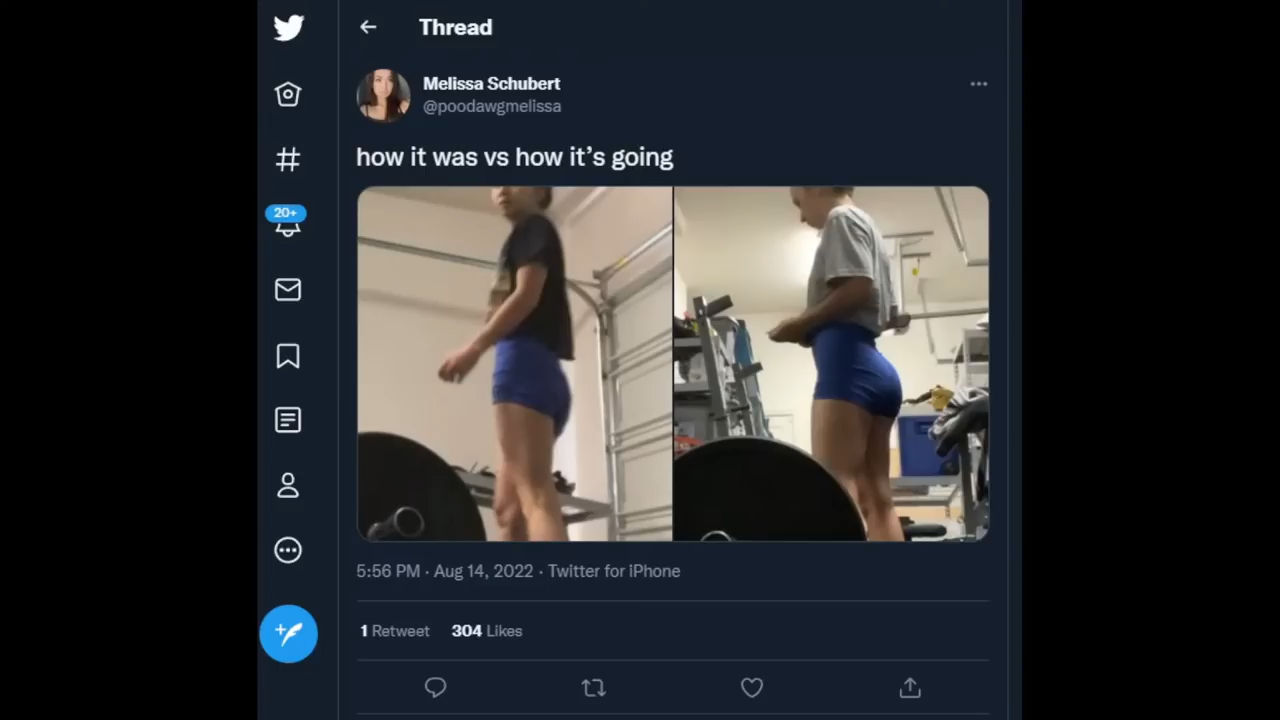 Thread
Melissa Schubert
@poodawgmelissa
how it was vs how it's going
20+
5:56 PM · Aug 14, 2022 · Twitter for iPhone
1 Retweet 304 Likes